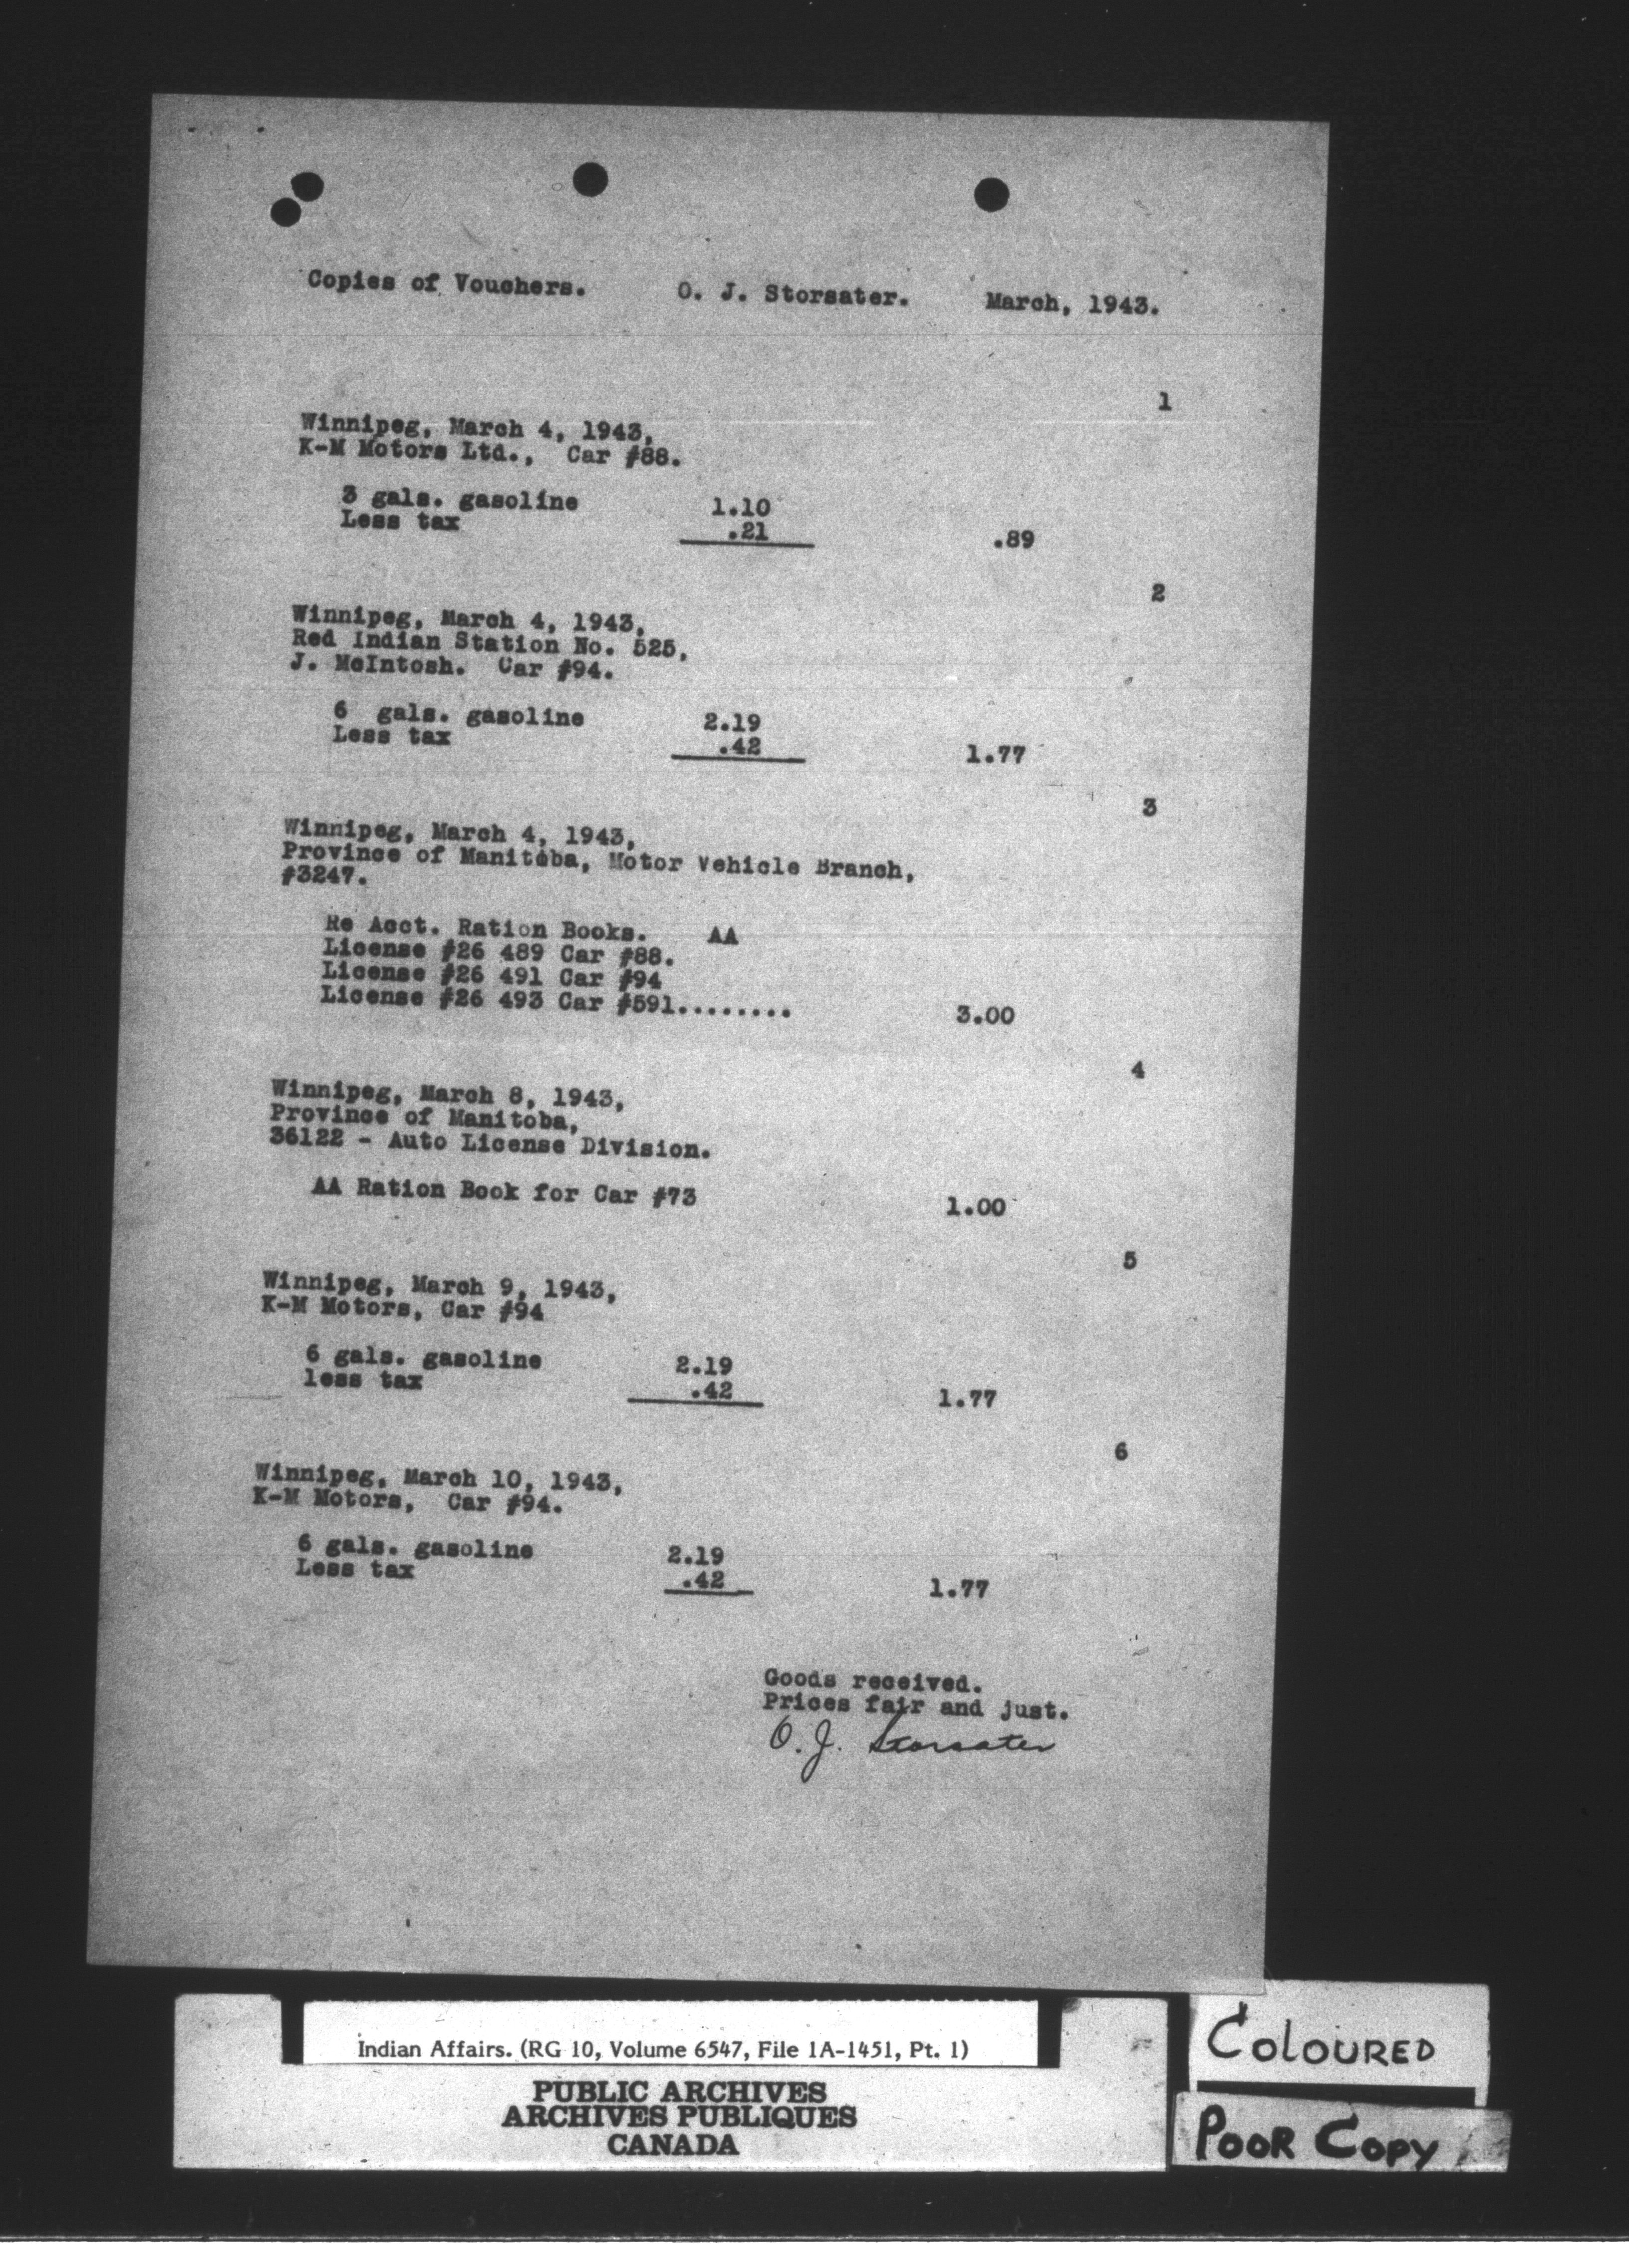 Copies of Vouchers. O. J. Storsater. March, 1943.
1
Winnipeg, March 4, 1943,
K-M Motors Ltd., Car #88.
3 gals. gasoline 1.10
Less tax .21 .89
2
Winnipeg, March 4, 1943,
Red Indian Station No. 525,
J. McIntosh. Car #94.
6 gals. gasoline 2.19
Less tax .42 1.77
3
Winnipeg, March 4, 1943,
Province of Manitoba, Motor Vehicle Branch,
#3247.
Re Acct. Ration Books. AA
License #26 489 Car #88.
License #26 491 Car #94
License #26 493 Car #591........ 3.00
4
Winnipeg, March 8, 1943,
Province of Manitoba,
36122 - Auto License Division.
AA Ration Book for Car #73 1.00
5
Winnipeg, March 9, 1943,
K-M Motors, Car #94
6 gals. gasoline 2.19
less tax .42 1.77
6
Winnipeg, March 10, 1943,
K-M Motors, Car #94.
6 gals. gasoline 2.19
Less tax .42 1.77
Goods received.
Prices fair and just.
O. J. Storsater
Indian Affairs. (RG 10, Volume 6547, File 1A-1451, Pt. 1)
PUBLIC ARCHIVES
ARCHIVES PUBLIQUES
CANADA
COLOURED
POOR COPY